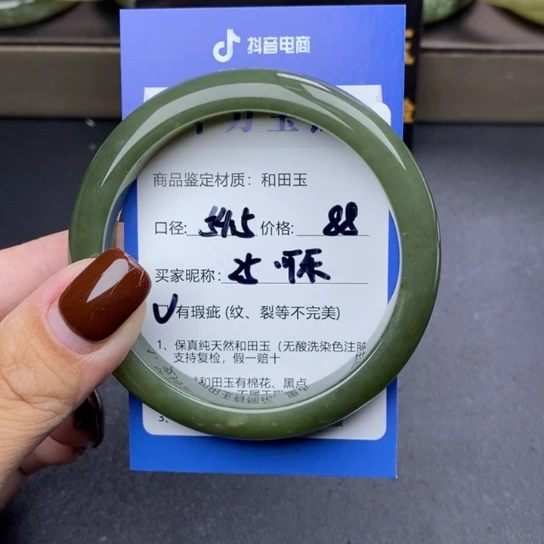 抖音电商
商品鉴定材质：和田玉
口径: 54.5 价格: 88
买家昵称: 25
✓有瑕疵 (纹、裂等不完美)
1、保真纯天然和田玉（无酸洗染色注
支持复检，假一赔十
和田玉有棉花、黑点